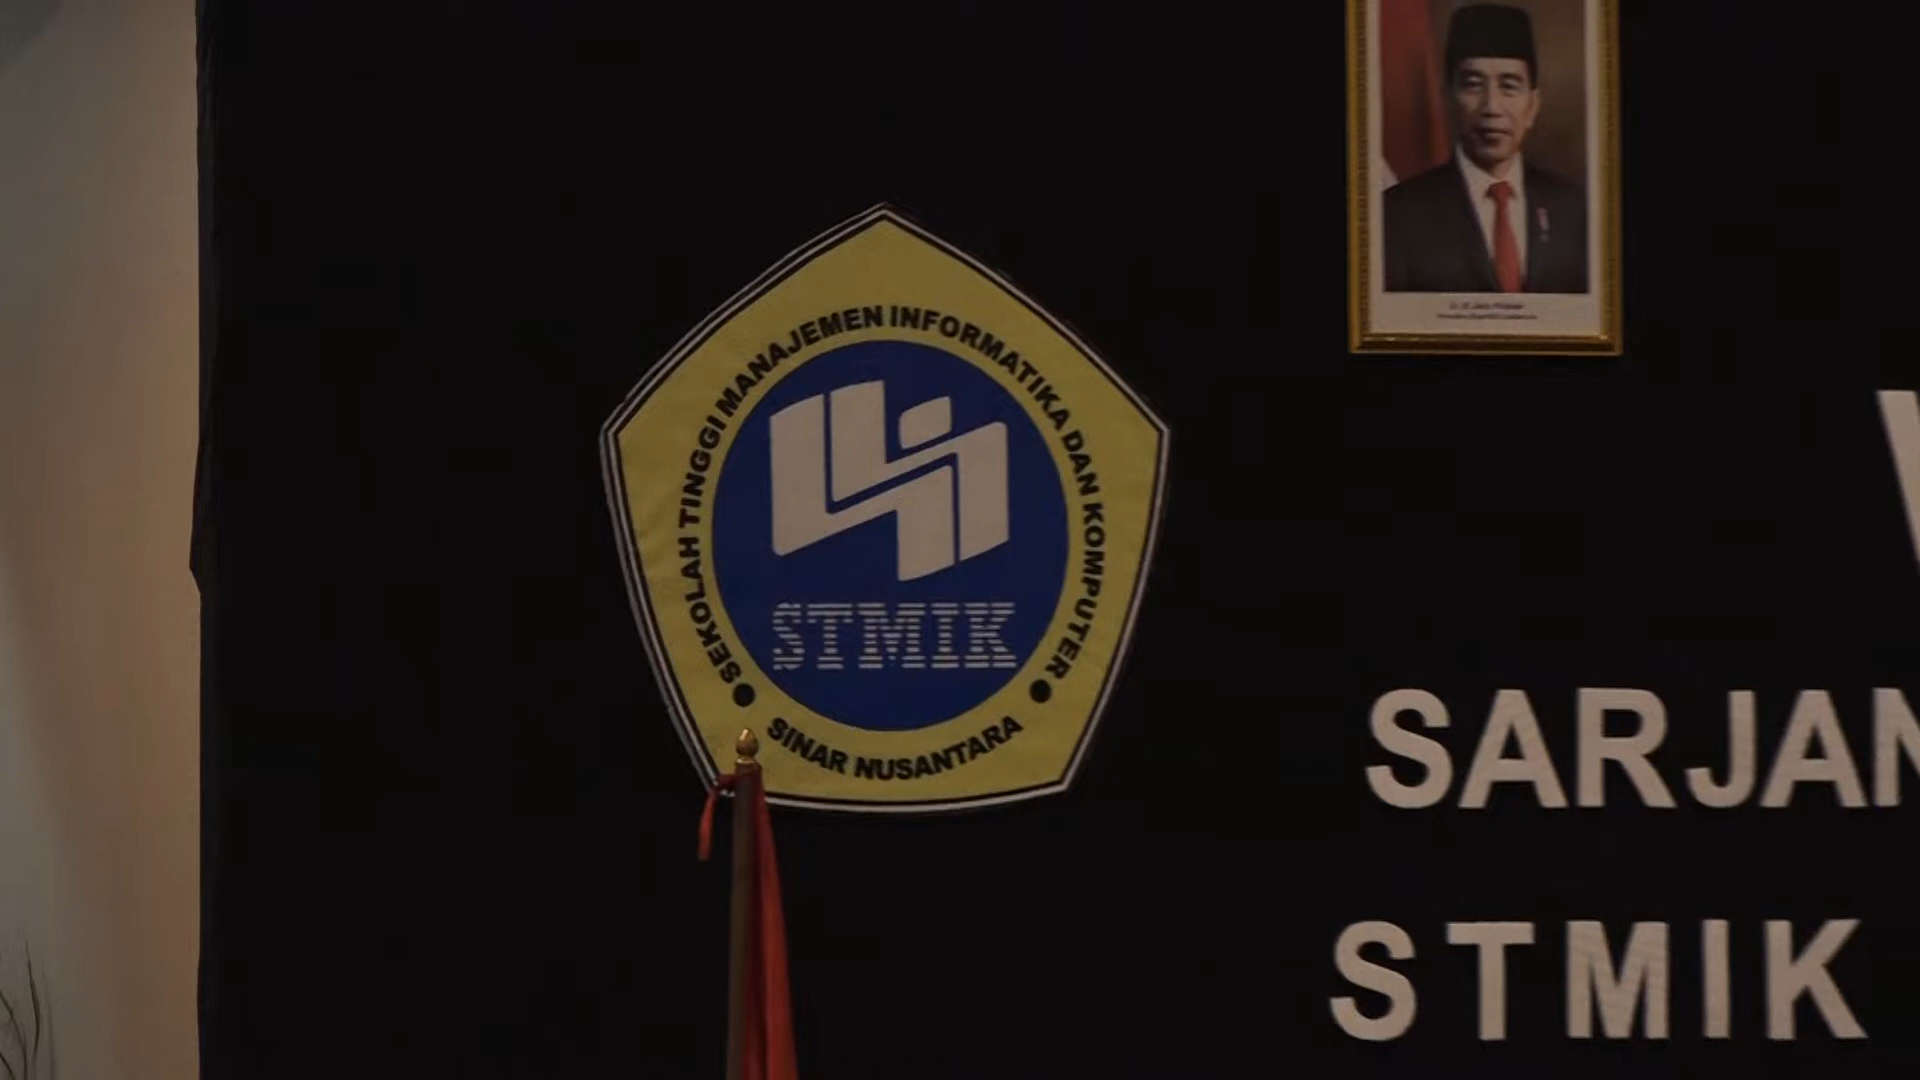 SEKOLAH TINGGI MANAJEMEN INFORMATIKA DAN KOMPUTER
STMIK
SINAR NUSANTARA
SARJAN
STMIK